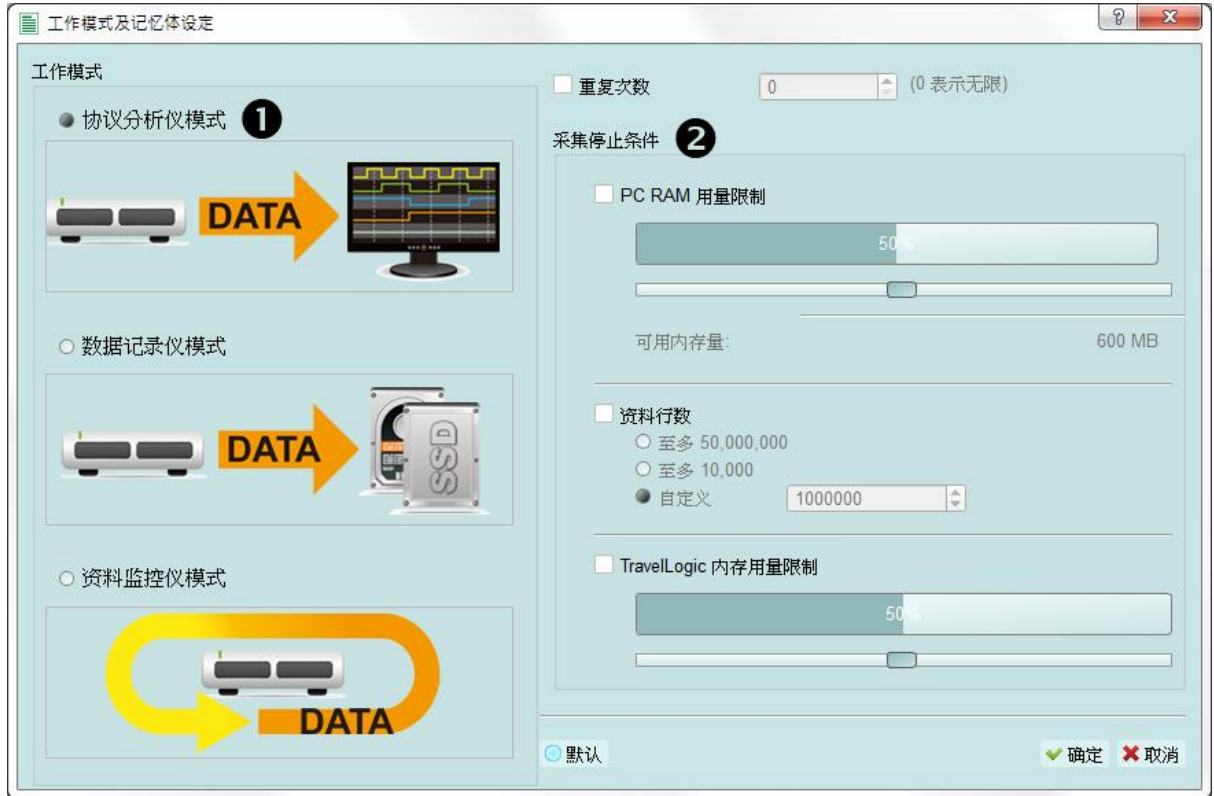 工作模式及记忆体设定
工作模式
协议分析仪模式 ❶
DATA
数据记录仪模式
DATA
SSD
资料监控仪模式
DATA
重复次数 0 (0 表示无限)
采集停止条件 ❷
PC RAM 用量限制
50%
可用内存量: 600 MB
资料行数
至多 50,000,000
至多 10,000
自定义 1000000
TravelLogic 内存用量限制
50%
默认 确定 取消